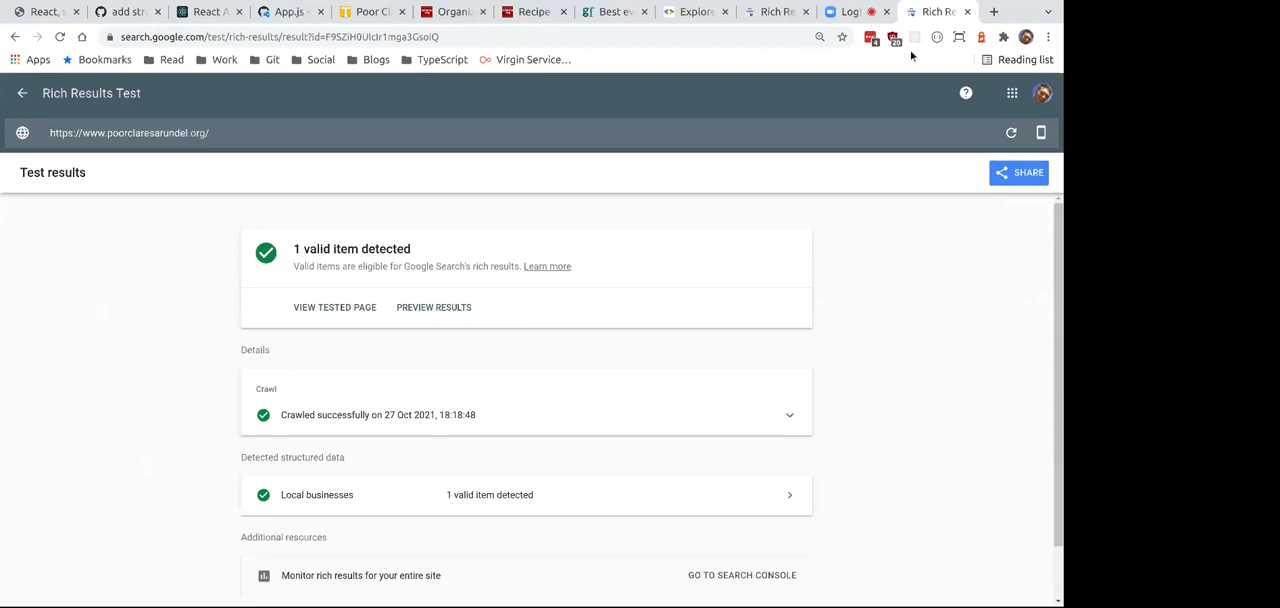 React, s
add str
React A
App.js
Poor Cl
Organi
Recipe
Best ev
Explore
Rich Re
Log
Rich Re
search.google.com/test/rich-results/result?id=F9SZiH0UlcIr1mga3GsoiQ
4
20
Apps
Bookmarks
Read
Work
Git
Social
Blogs
TypeScript
Virgin Service...
Reading list
Rich Results Test
https://www.poorclaresarundel.org/
Test results
SHARE
1 valid item detected
Valid items are eligible for Google Search's rich results. Learn more
VIEW TESTED PAGE
PREVIEW RESULTS
Details
Crawl
Crawled successfully on 27 Oct 2021, 18:18:48
Detected structured data
Local businesses
1 valid item detected
Additional resources
Monitor rich results for your entire site
GO TO SEARCH CONSOLE